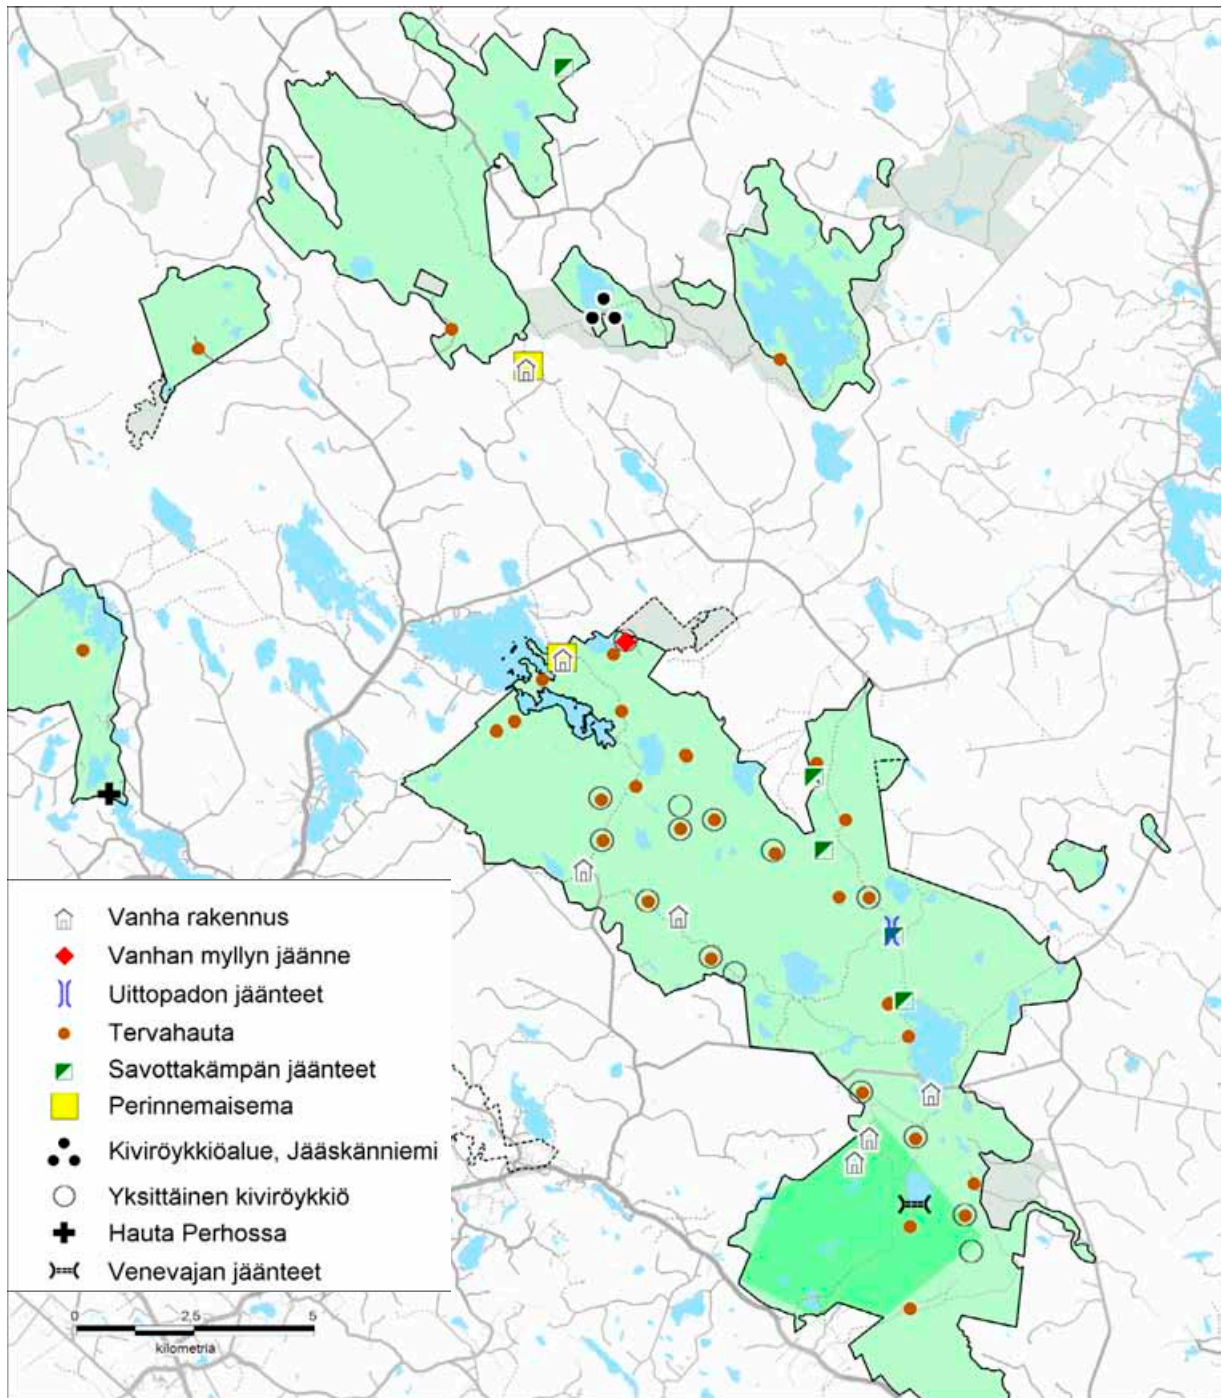 Vanha rakennus
Vanhan myllyn jäänne
Uittopadon jäänteet
Tervahauta
Savottakämpän jäänteet
Perinnemaisema
Kiviröykkiöalue, Jääskänniemi
Yksittäinen kiviröykkiö
Hauta Perhossa
Venevajan jäänteet
0 2,5 5
kilometriä